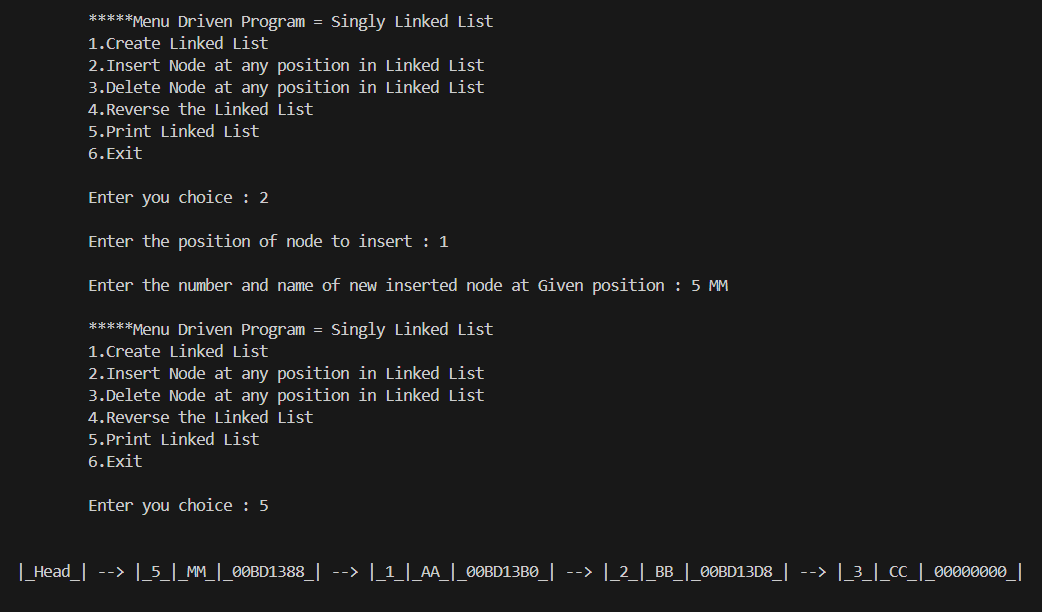 *****Menu Driven Program = Singly Linked List
1.Create Linked List
2.Insert Node at any position in Linked List
3.Delete Node at any position in Linked List
4.Reverse the Linked List
5.Print Linked List
6.Exit
Enter you choice : 2
Enter the position of node to insert : 1
Enter the number and name of new inserted node at Given position : 5 MM
*****Menu Driven Program = Singly Linked List
1.Create Linked List
2.Insert Node at any position in Linked List
3.Delete Node at any position in Linked List
4.Reverse the Linked List
5.Print Linked List
6.Exit
Enter you choice : 5
|_Head_| --> |_5_|_MM_|_00BD1388_| --> |_1_|_AA_|_00BD13B0_| --> |_2_|_BB_|_00BD13D8_| --> |_3_|_CC_|_00000000_|